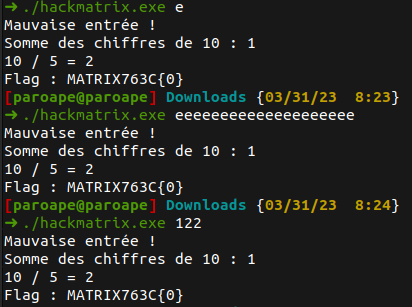 ➜ ./hackmatrix.exe e
Mauvaise entrée !
Somme des chiffres de 10 : 1
10 / 5 = 2
Flag : MATRIX763C{0}
[paroape@paroape] Downloads {03/31/23  8:23}
➜ ./hackmatrix.exe eeeeeeeeeeeeeeeeeeee
Mauvaise entrée !
Somme des chiffres de 10 : 1
10 / 5 = 2
Flag : MATRIX763C{0}
[paroape@paroape] Downloads {03/31/23  8:24}
➜ ./hackmatrix.exe 122
Mauvaise entrée !
Somme des chiffres de 10 : 1
10 / 5 = 2
Flag : MATRIX763C{0}